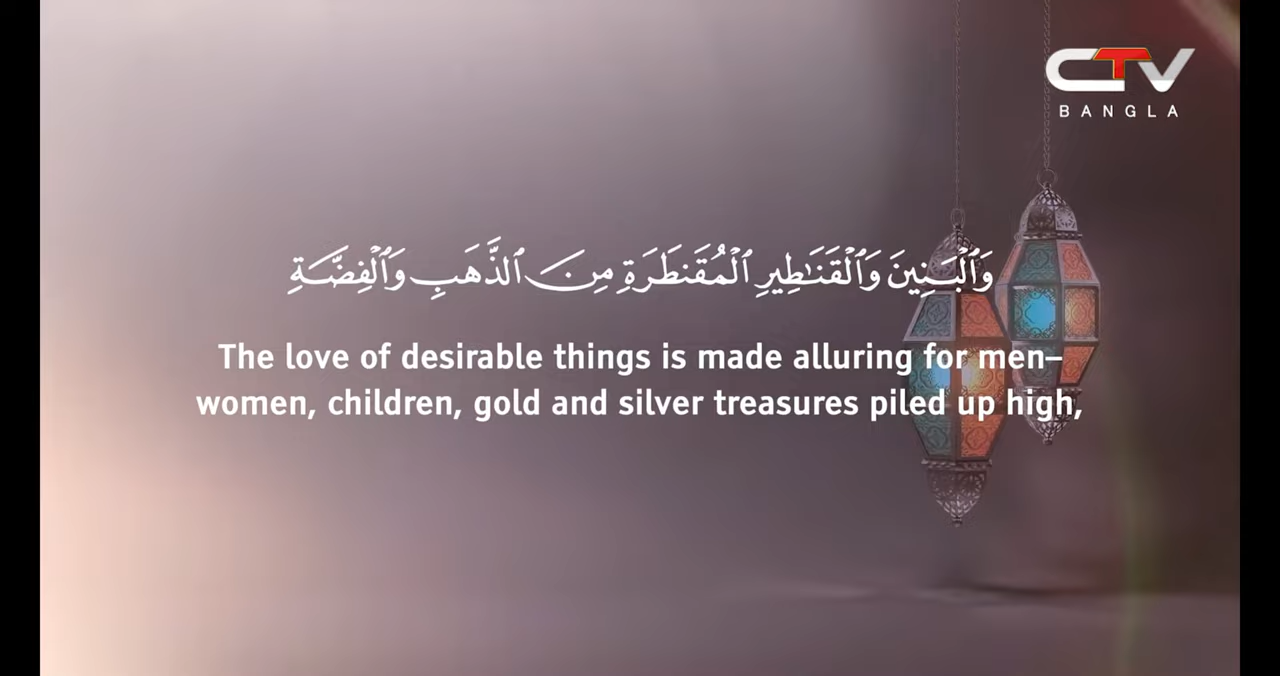 CTV
BANGLA
وَٱلْبَنِينَ وَٱلْقَنَٰطِيرِ ٱلْمُقَنطَرَةِ مِنَ ٱلذَّهَبِ وَٱلْفِضَّةِ
The love of desirable things is made alluring for men–
women, children, gold and silver treasures piled up high,